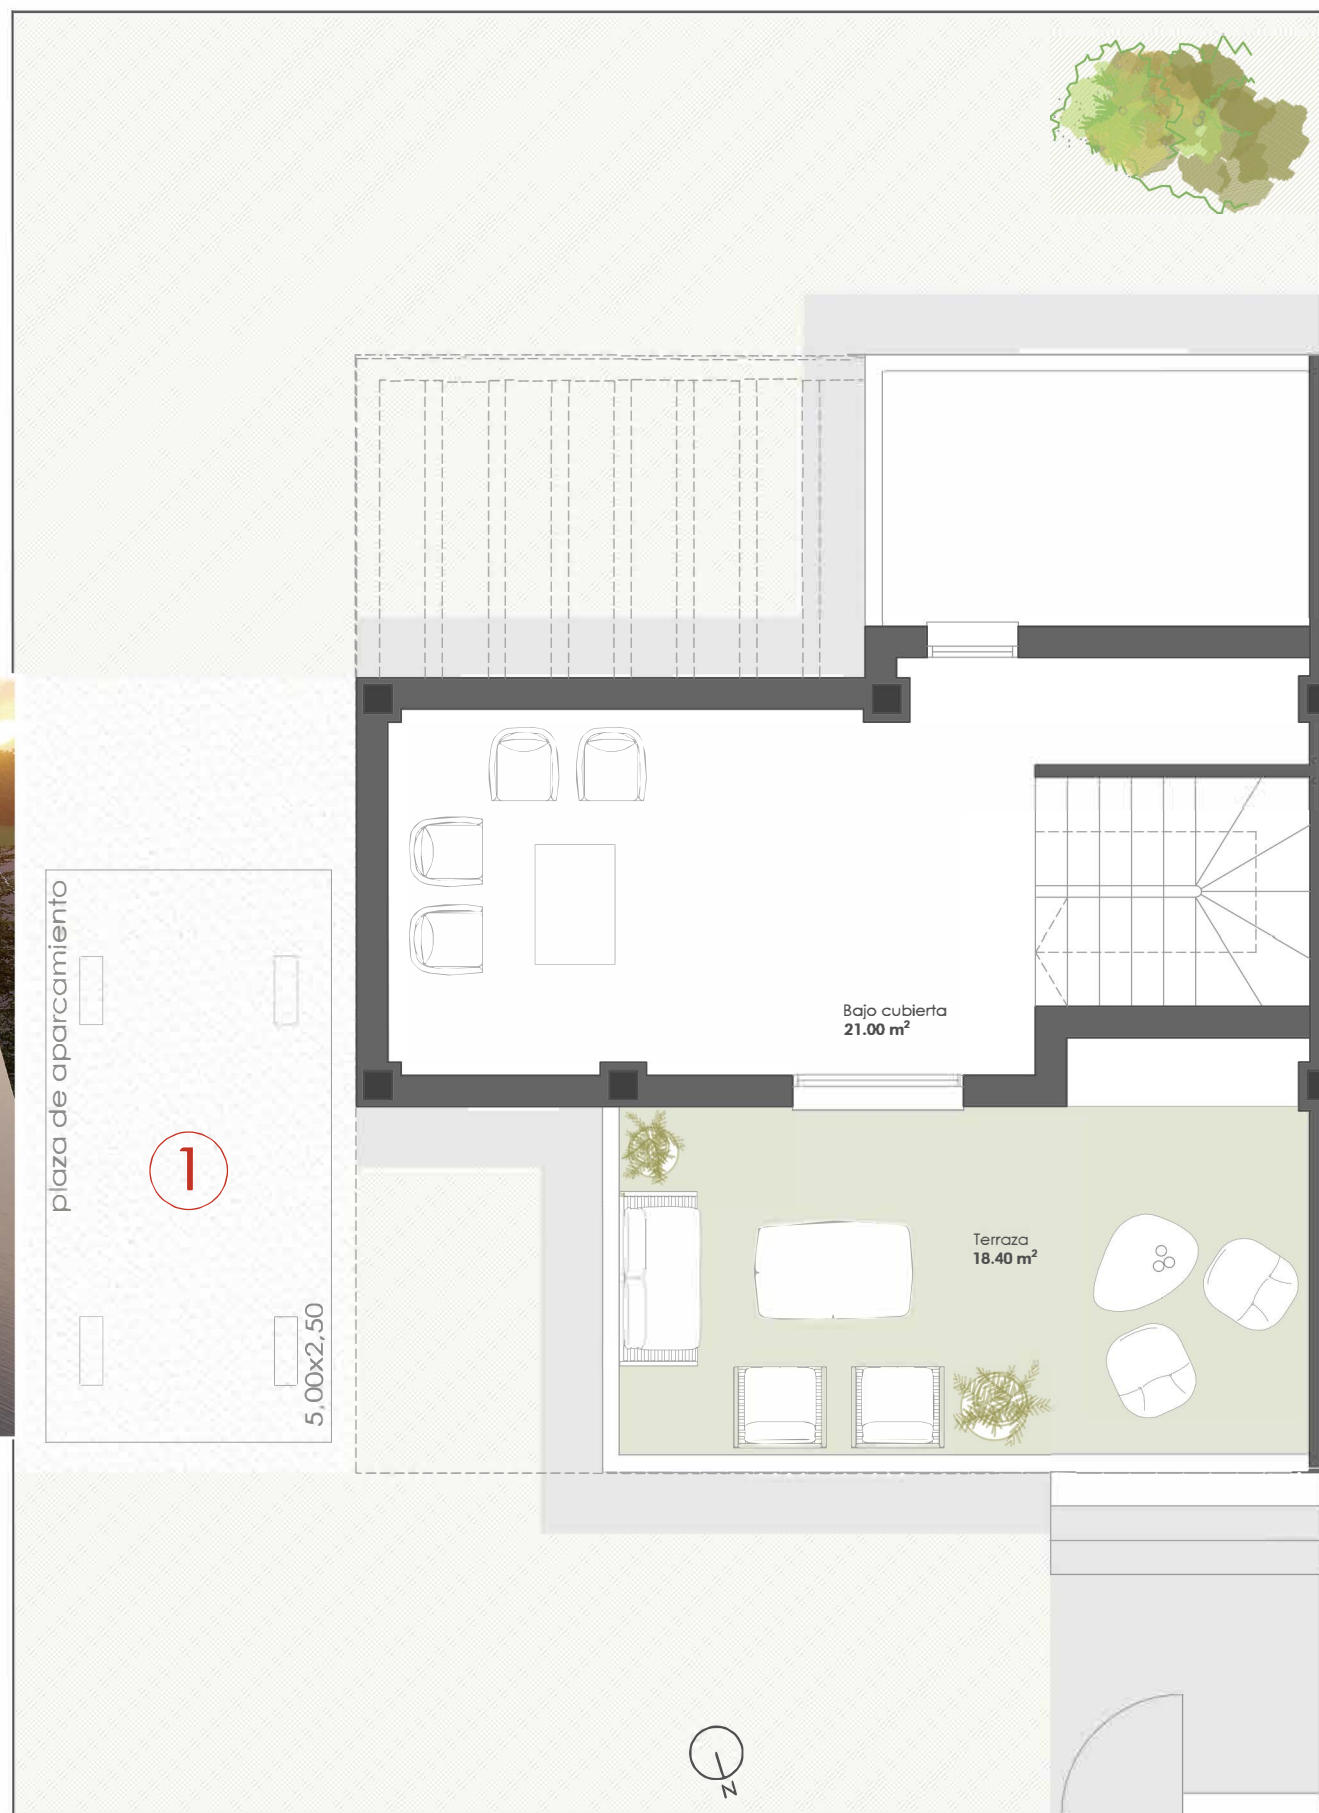 plaza de aparcamiento
1
5,00x2,50
Bajo cubierta
21.00 m²
Terraza
18.40 m²
N